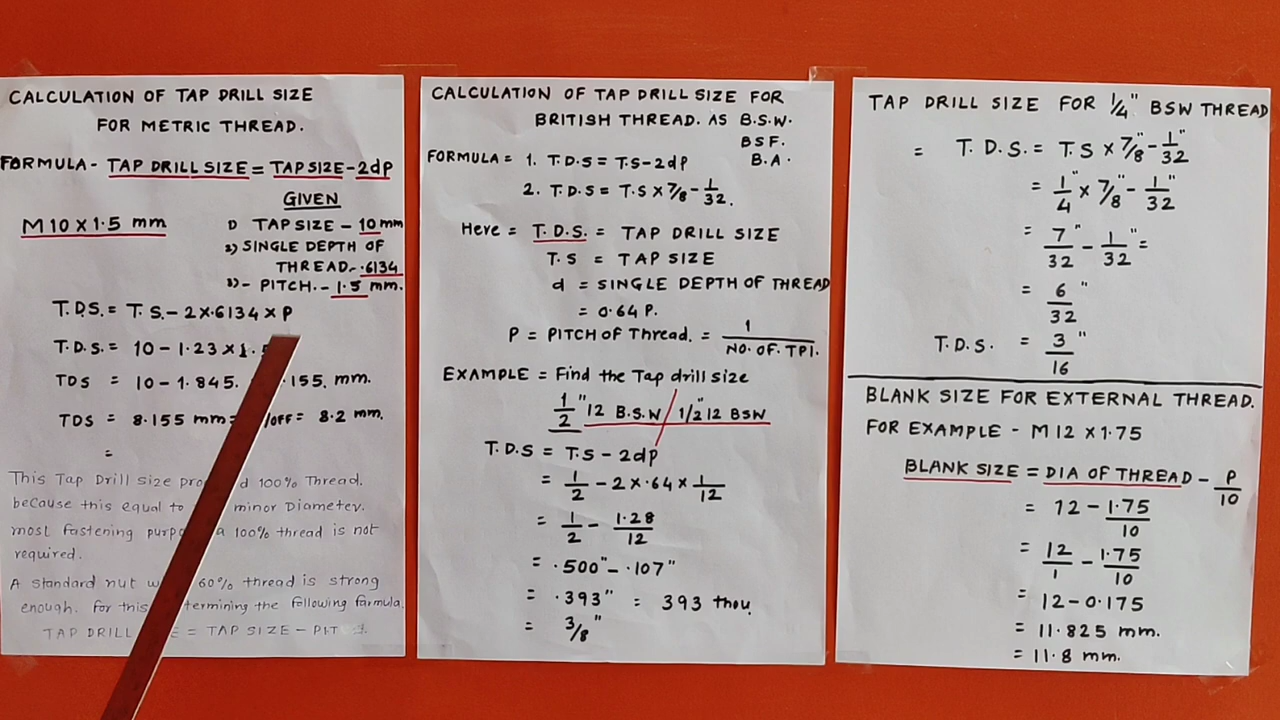 CALCULATION OF TAP DRILL SIZE
FOR METRIC THREAD.
FORMULA - TAP DRILL SIZE = TAP SIZE - 2dp
GIVEN
M10 X 1.5 mm
1) TAP SIZE - 10 mm
2) SINGLE DEPTH OF
THREAD - .6134
3) - PITCH. - 1.5 mm.
T.DS. = T.S. - 2 X .6134 X P
T.DS. = 10 - 1.23 X 1.
TDS = 10 - 1.845. .155. mm.
TDS = 8.155 mm = /OFF = 8.2 mm.
=
This Tap Drill Size 100% Thread.
because this equal to minor Diameter.
most fastening a 100% thread is not
required.
A standard nut 60% thread is strong
enough. for this the following formula.
TAP DRILL = TAP SIZE - PITCH.
CALCULATION OF TAP DRILL SIZE FOR
BRITISH THREAD. AS B.S.W.
BSF.
B.A.
FORMULA = 1. T.D.S = T.S - 2dp
2. T.D.S = T.S X 7/8 - 1/32.
Here = T.D.S. = TAP DRILL SIZE
T.S = TAP SIZE
d = SINGLE DEPTH OF THREAD
= 0.64 P.
P = PITCH OF Thread. = 1/NO. OF. TPI.
EXAMPLE = Find the Tap drill size
1/2" 12 B.S.W / 1/2" 12 BSW
T.D.S = T.S - 2dp
= 1/2 - 2 X .64 X 1/12
= 1/2 - 1.28/12
= .500" - .107"
= .393" = 393 thou.
= 3/8"
TAP DRILL SIZE FOR 1/4" BSW THREAD
= T.D.S. = T.S X 7/8" - 1/32"
= 1/4" X 7/8" - 1/32"
= 7/32" - 1/32" =
= 6/32"
T.D.S. = 3/16"
BLANK SIZE FOR EXTERNAL THREAD.
FOR EXAMPLE - M12 X 1.75
BLANK SIZE = DIA OF THREAD - P/10
= 12 - 1.75/10
= 12/1 - 1.75/10
= 12 - 0.175
= 11.825 mm.
= 11.8 mm.